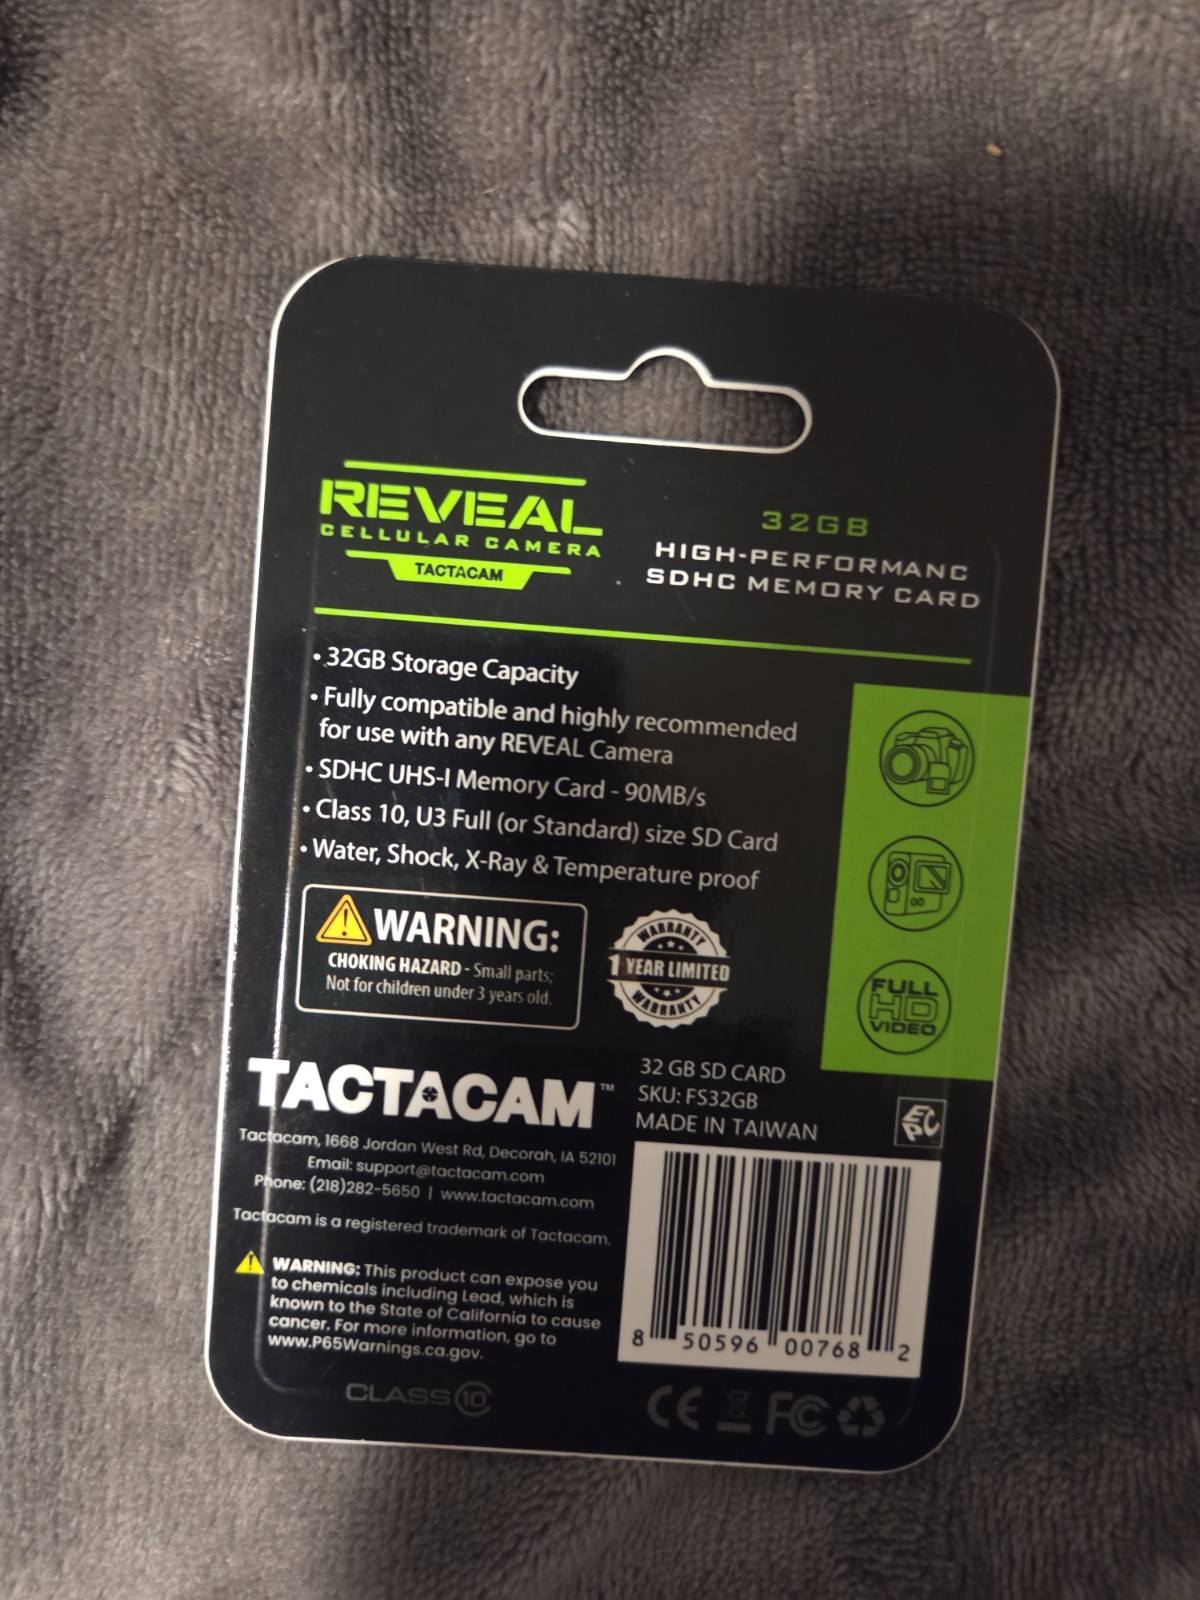 REVEAL
CELLULAR CAMERA
TACTACAM
32GB
HIGH-PERFORMANC
SDHC MEMORY CARD
• 32GB Storage Capacity
• Fully compatible and highly recommended
for use with any REVEAL Camera
• SDHC UHS-I Memory Card - 90MB/s
• Class 10, U3 Full (or Standard) size SD Card
• Water, Shock, X-Ray & Temperature proof
FULL
HD
VIDEO
WARNING:
CHOKING HAZARD - Small parts;
Not for children under 3 years old.
WARRANTY
1 YEAR LIMITED
WARRANTY
TACTACAM™
Tactacam, 1668 Jordan West Rd, Decorah, IA 52101
Email: support@tactacam.com
Phone: (218)282-5650 | www.tactacam.com
Tactacam is a registered trademark of Tactacam.
WARNING: This product can expose you
to chemicals including Lead, which is
known to the State of California to cause
cancer. For more information, go to
www.P65Warnings.ca.gov.
CLASS 10
32 GB SD CARD
SKU: FS32GB
MADE IN TAIWAN
EC
PC
8 50596 00768 2
CE FC